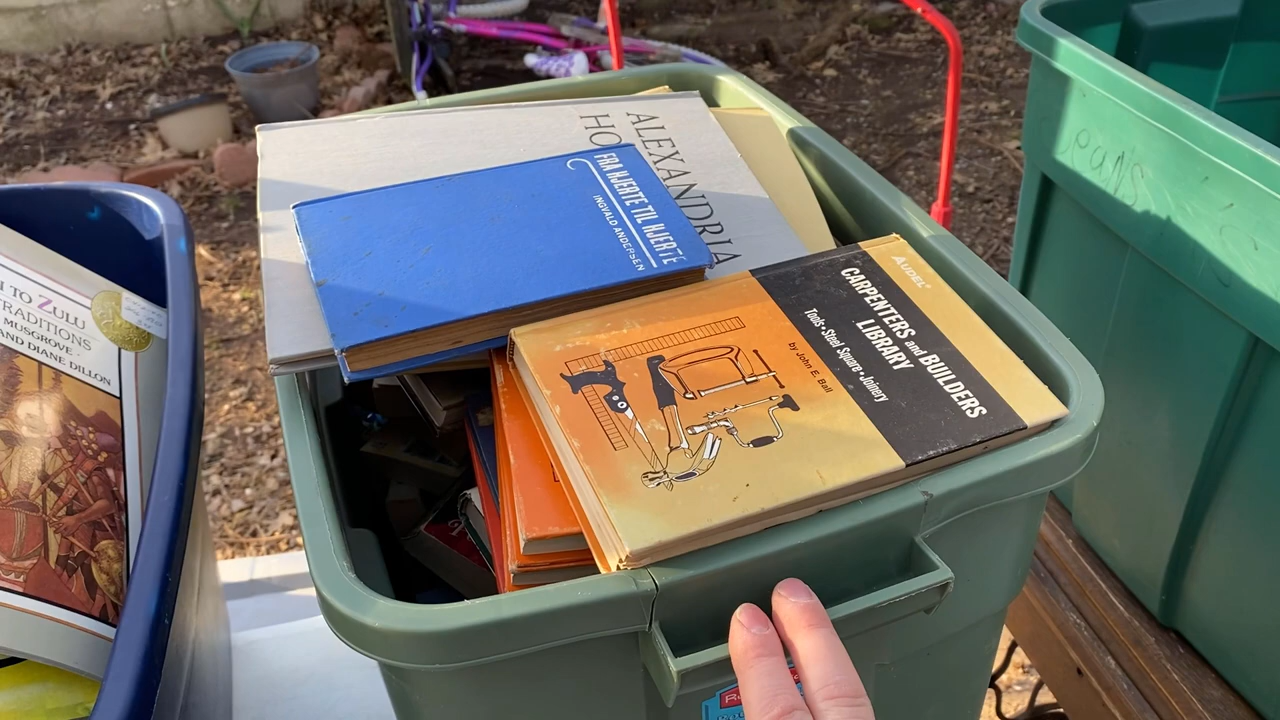 ALEXANDRIA
HO
FRA HJERTE TIL HJERTE
INGVALD ANDERSEN
AUDEL®
CARPENTERS and BUILDERS
LIBRARY
Tools • Steel Square • Joinery
by John E. Ball
TO ZULU
TRADITIONS
MUSGROVE
AND DIANE DILLON
JeanS